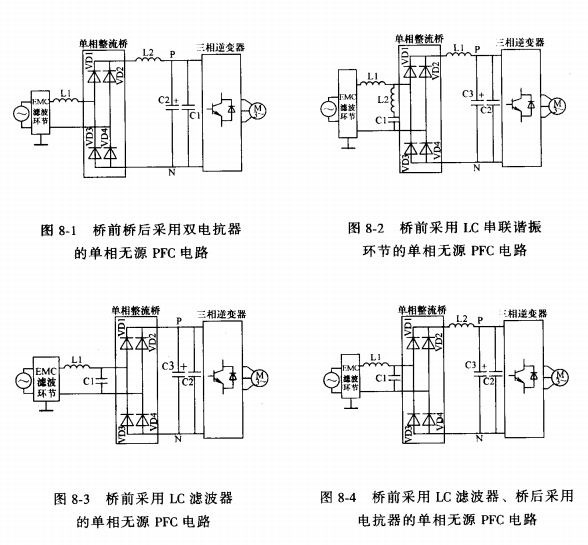 单相整流桥
三相逆变器
VD1
VD2
L2
P
L1
EMC
滤波
环节
C2
+
C1
M
3~
VD3
VD4
N
图 8-1 桥前桥后采用双电抗器
的单相无源 PFC 电路
单相整流桥
三相逆变器
VD1
VD2
L1
P
L1
EMC
滤波
环节
L2
C1
C3
+
C2
M
3~
VD3
VD4
N
图 8-2 桥前采用 LC 串联谐振
环节的单相无源 PFC 电路
单相整流桥
三相逆变器
VD1
VD2
P
L1
EMC
滤波
环节
C1
C3
+
C2
M
3~
VD3
VD4
N
图 8-3 桥前采用 LC 滤波器
的单相无源 PFC 电路
单相整流桥
三相逆变器
VD1
VD2
L2
P
L1
EMC
滤波
环节
C1
C3
+
C2
M
3~
VD3
VD4
N
图 8-4 桥前采用 LC 滤波器、桥后采用
电抗器的单相无源 PFC 电路